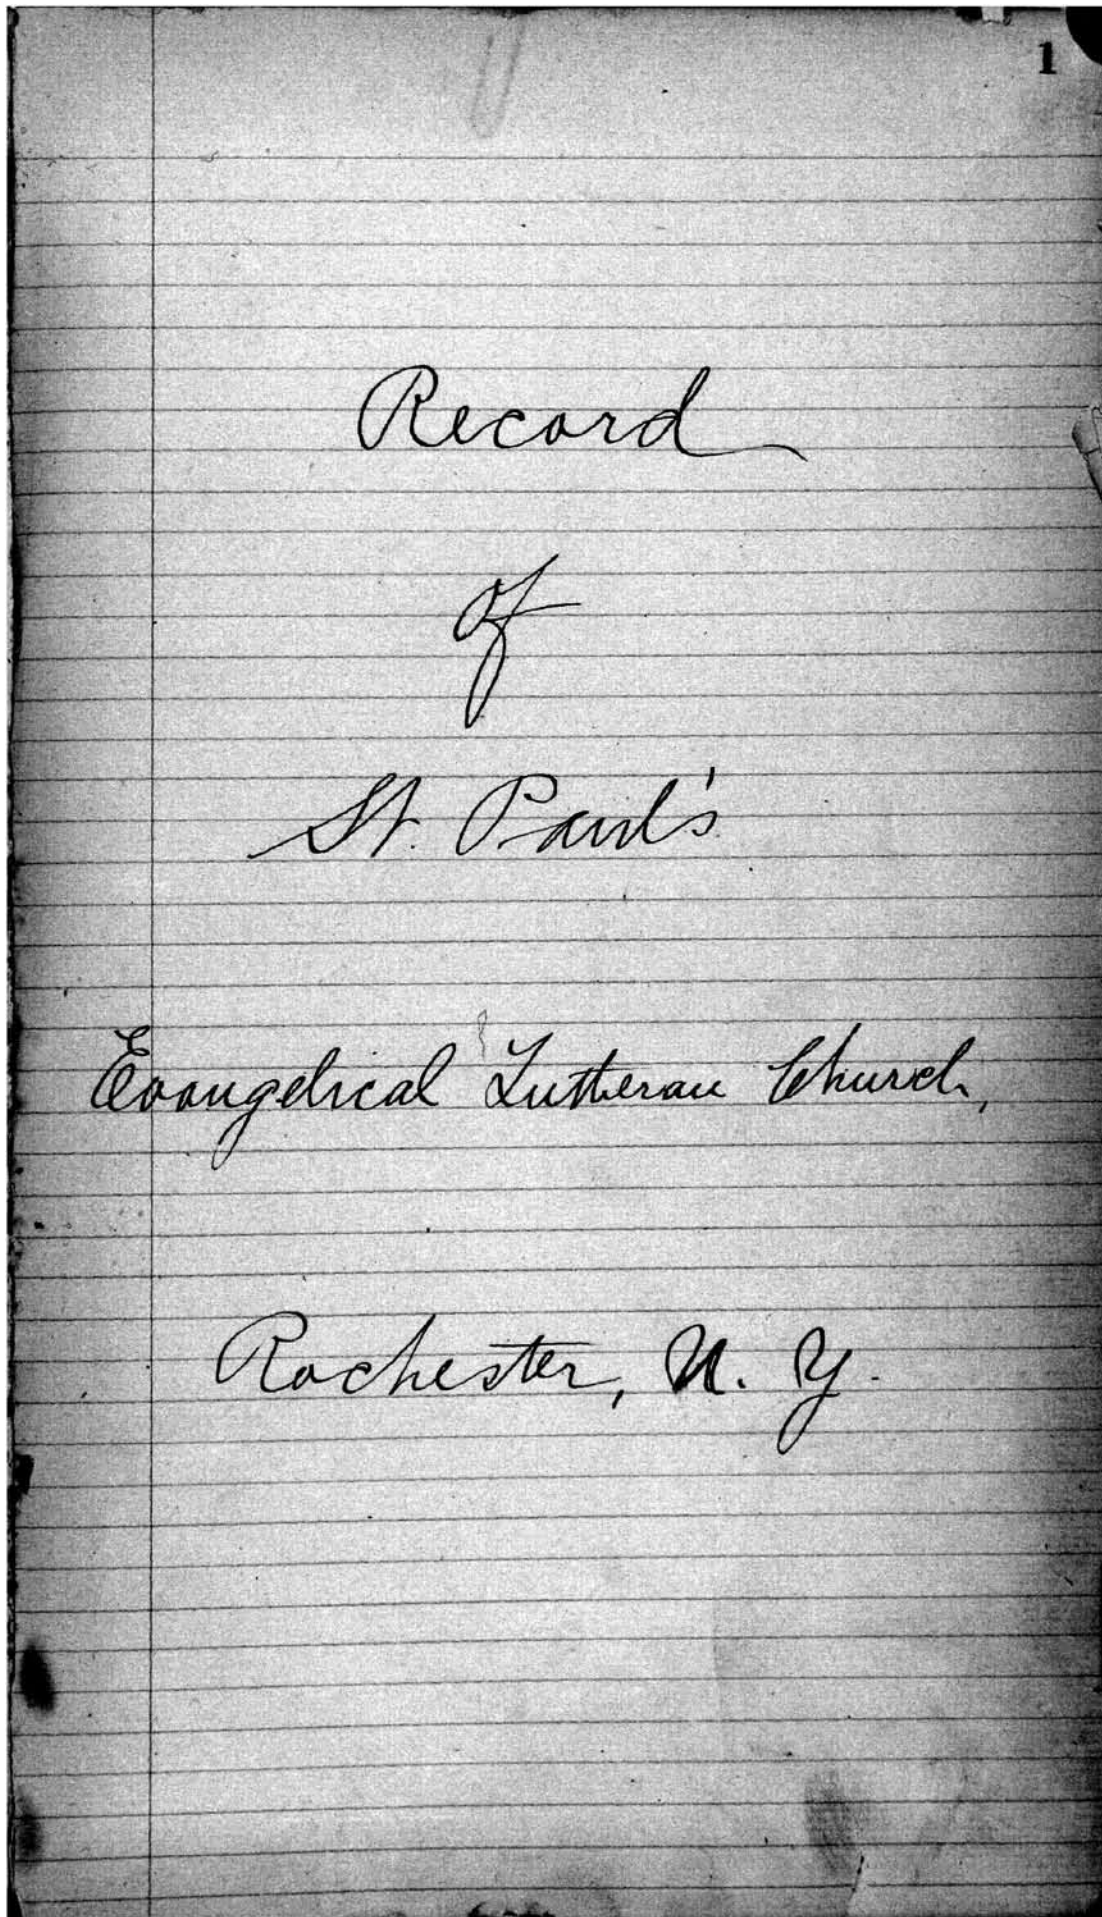 1
Record
of
St. Paul's
Evangelical Lutheran Church,
Rochester, N. Y.